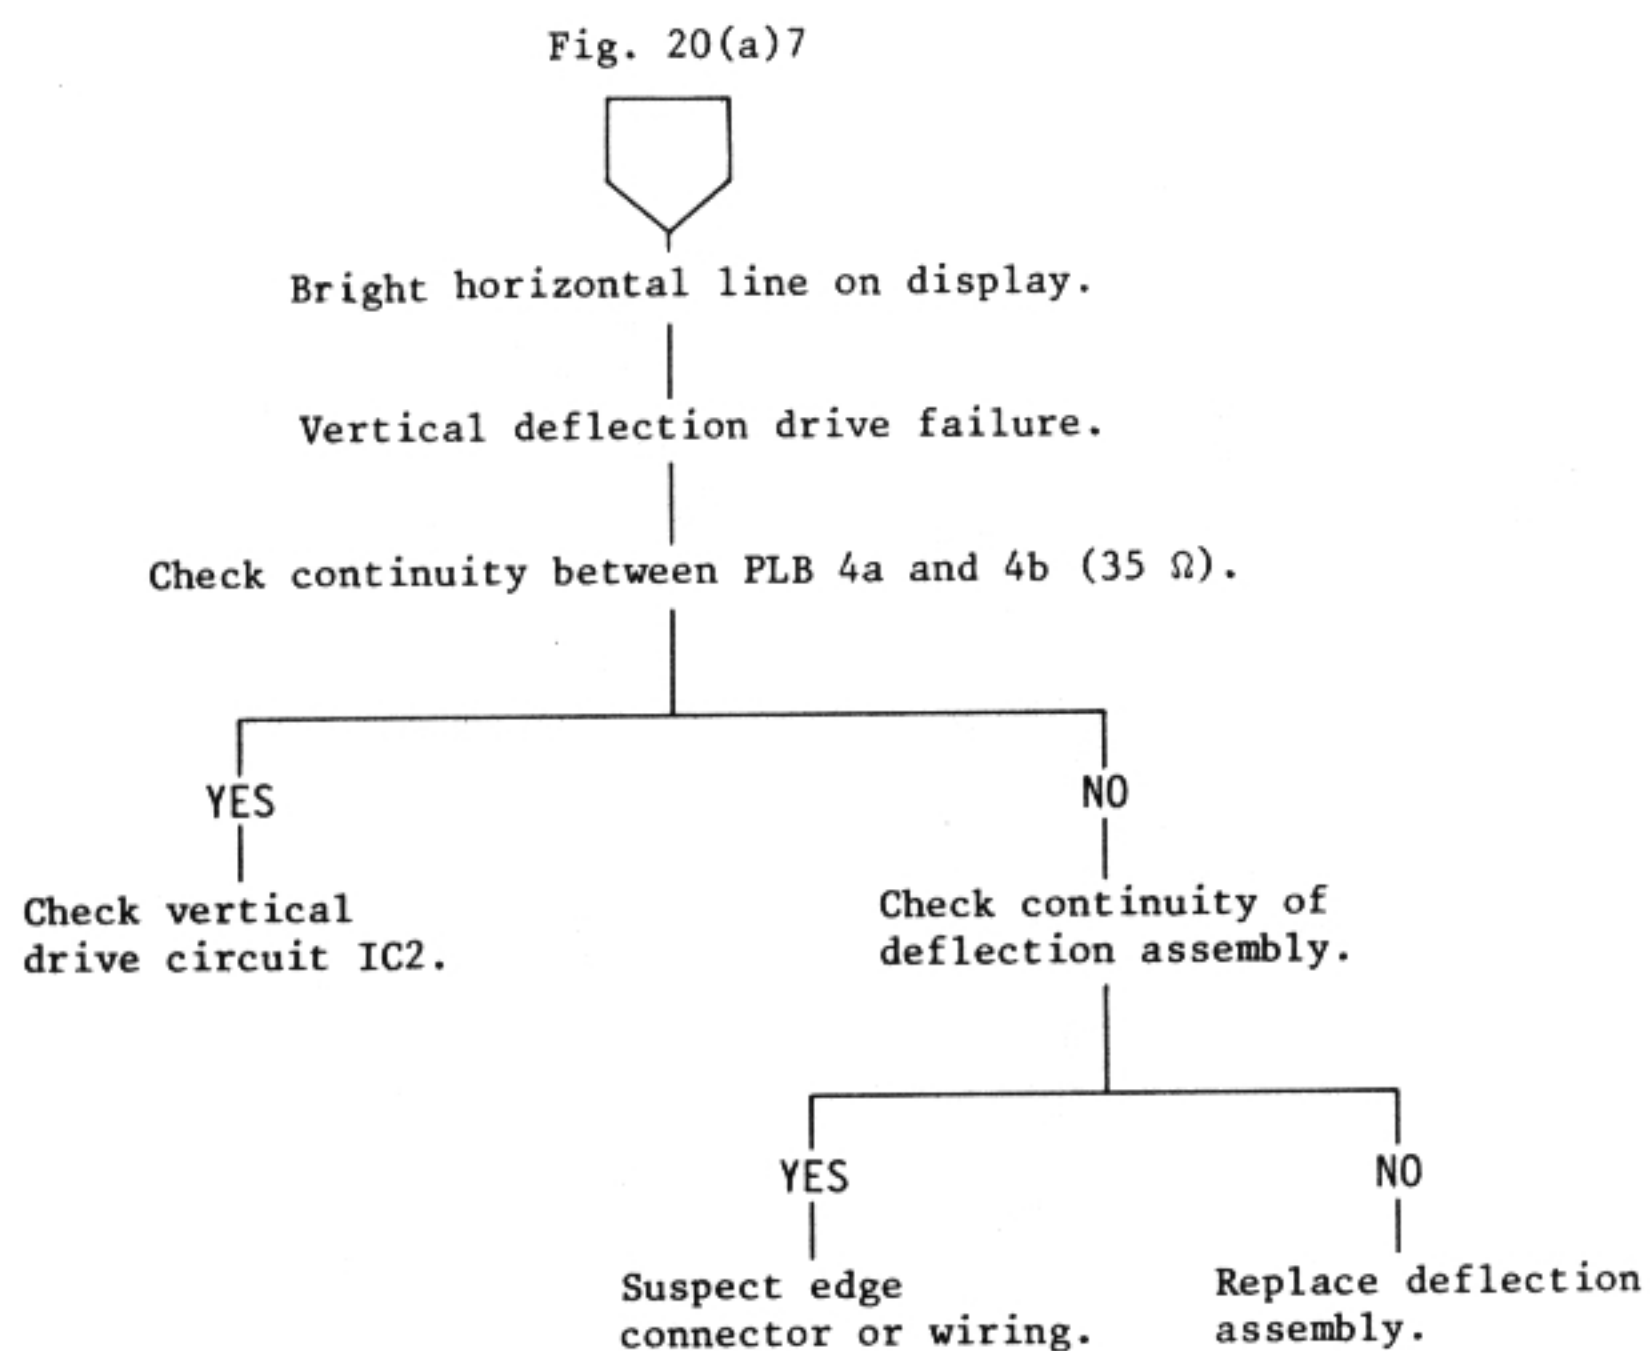 Fig. 20(a)7
Bright horizontal line on display.
Vertical deflection drive failure.
Check continuity between PLB 4a and 4b (35 Ω).
YES
NO
Check vertical
drive circuit IC2.
Check continuity of
deflection assembly.
YES
NO
Suspect edge
connector or wiring.
Replace deflection
assembly.